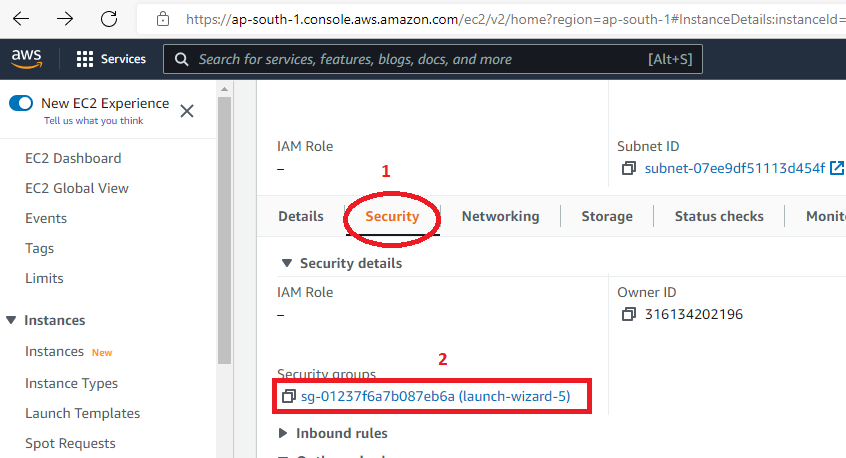 https://ap-south-1.console.aws.amazon.com/ec2/v2/home?region=ap-south-1#InstanceDetails:instanceId=
aws
Services
Search for services, features, blogs, docs, and more
[Alt+S]
New EC2 Experience
Tell us what you think
EC2 Dashboard
EC2 Global View
Events
Tags
Limits
Instances
Instances New
Instance Types
Launch Templates
Spot Requests
IAM Role
–
Subnet ID
subnet-07ee9df51113d454f
1
Details
Security
Networking
Storage
Status checks
Monit
Security details
IAM Role
–
Owner ID
316134202196
2
Security groups
sg-01237f6a7b087eb6a (launch-wizard-5)
Inbound rules